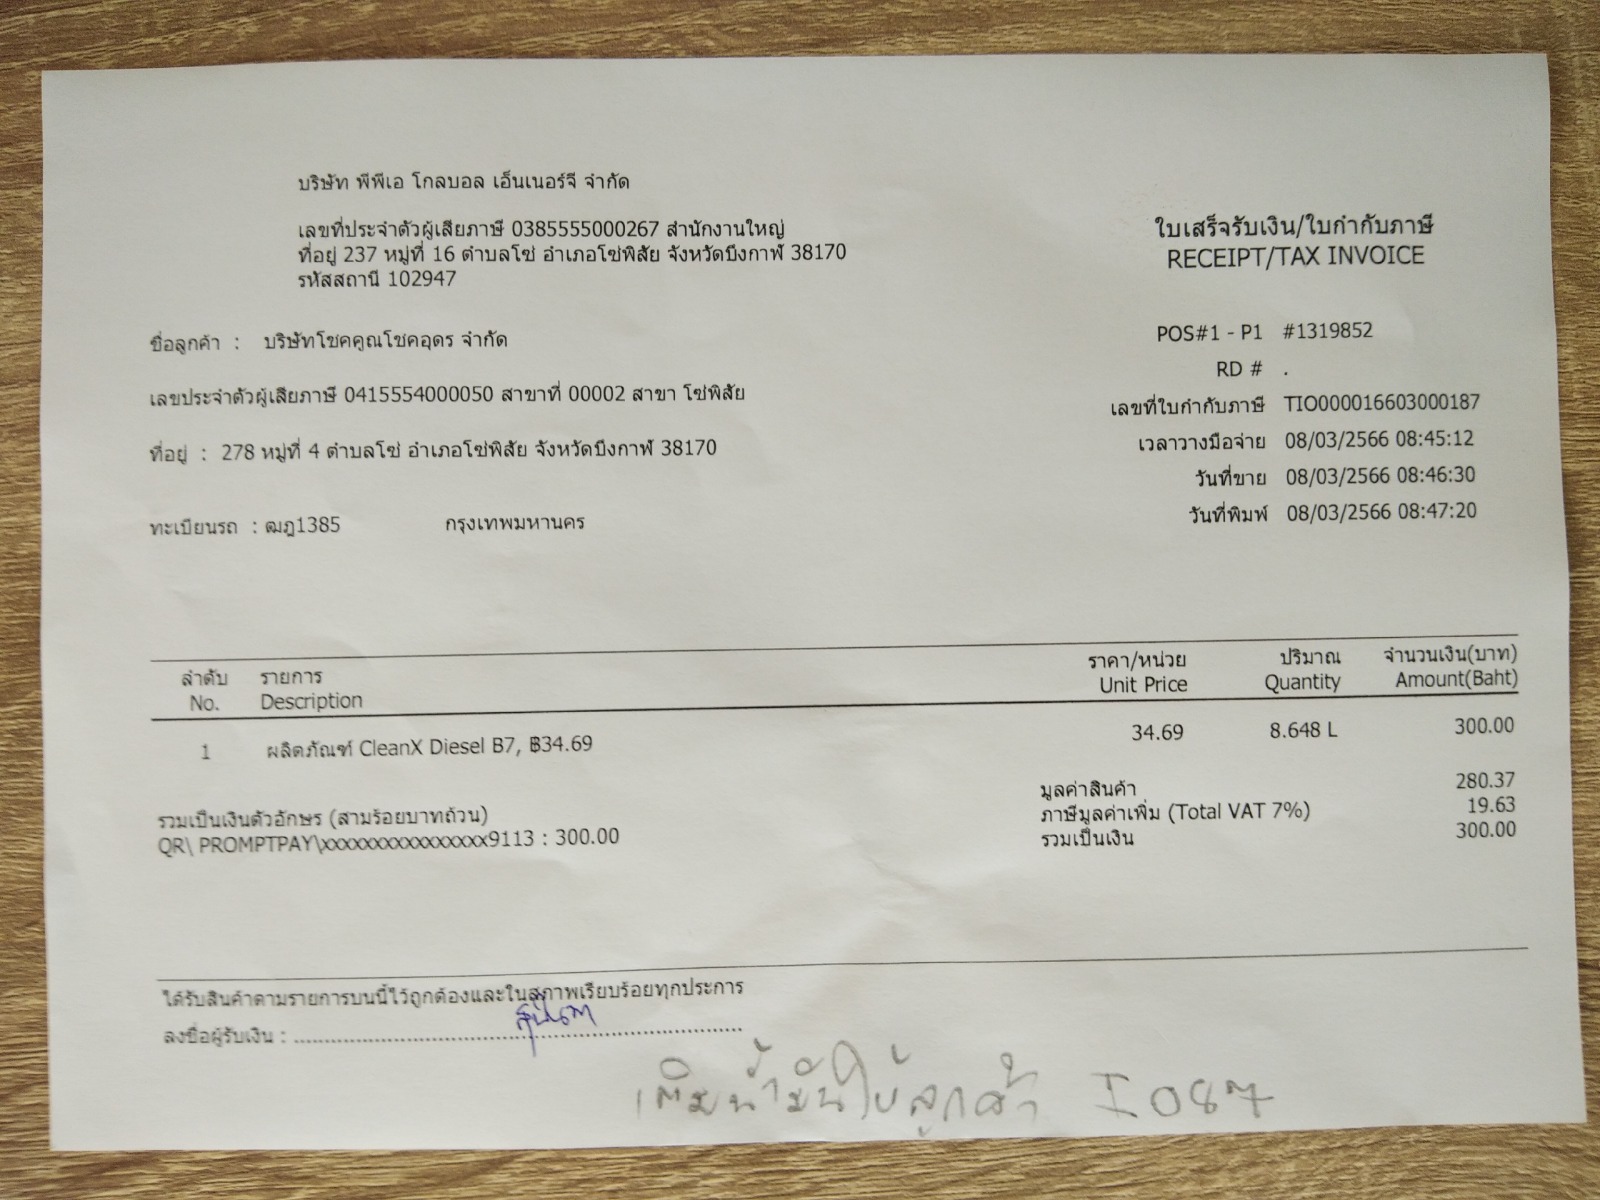 บริษัท พีพีเอ โกลบอล เอ็นเนอร์จี จำกัด
เลขที่ประจำตัวผู้เสียภาษี 0385555000267 สำนักงานใหญ่
ที่อยู่ 237 หมู่ที่ 16 ตำบลโซ่ อำเภอโซ่พิสัย จังหวัดบึงกาฬ 38170
รหัสสถานี 102947
ใบเสร็จรับเงิน/ใบกำกับภาษี
RECEIPT/TAX INVOICE
ชื่อลูกค้า : บริษัทโชคคูณโชคอุดร จำกัด
เลขประจำตัวผู้เสียภาษี 0415554000050 สาขาที่ 00002 สาขา โซ่พิสัย
ที่อยู่ : 278 หมู่ที่ 4 ตำบลโซ่ อำเภอโซ่พิสัย จังหวัดบึงกาฬ 38170
ทะเบียนรถ : ฒฎ1385 กรุงเทพมหานคร
POS#1 - P1 #1319852
RD # .
เลขที่ใบกำกับภาษี TIO000016603000187
เวลาวางมือจ่าย 08/03/2566 08:45:12
วันที่ขาย 08/03/2566 08:46:30
วันที่พิมพ์ 08/03/2566 08:47:20
ลำดับ รายการ ราคา/หน่วย ปริมาณ จำนวนเงิน(บาท)
No. Description Unit Price Quantity Amount(Baht)
1 ผลิตภัณฑ์ CleanX Diesel B7, ฿34.69 34.69 8.648 L 300.00
มูลค่าสินค้า 280.37
รวมเป็นเงินตัวอักษร (สามร้อยบาทถ้วน) ภาษีมูลค่าเพิ่ม (Total VAT 7%) 19.63
QR\ PROMPTPAY\xxxxxxxxxxxxxxxx9113 : 300.00 รวมเป็นเงิน 300.00
ได้รับสินค้าตามรายการบนนี้ไว้ถูกต้องและในสภาพเรียบร้อยทุกประการ
ลงชื่อผู้รับเงิน :
เติมน้ำมันให้ลูกค้า I 087